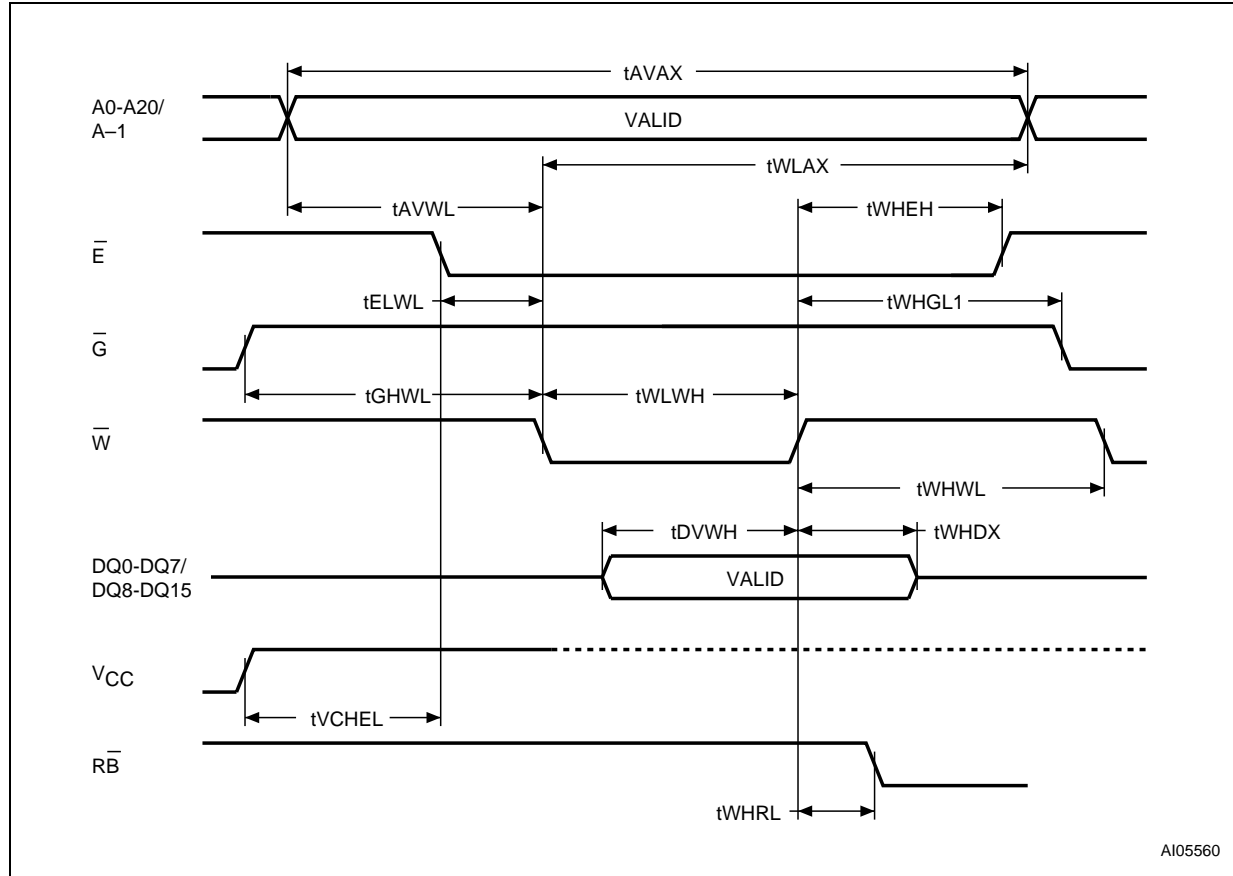 tAVAX
A0-A20/
A–1
VALID
tWLAX
tAVWL
tWHEH
E̅
tELWL
tWHGL1
G̅
tGHWL
tWLWH
W̅
tWHWL
tDVWH
tWHDX
DQ0-DQ7/
DQ8-DQ15
VALID
VCC
tVCHEL
RB̅
tWHRL
AI05560